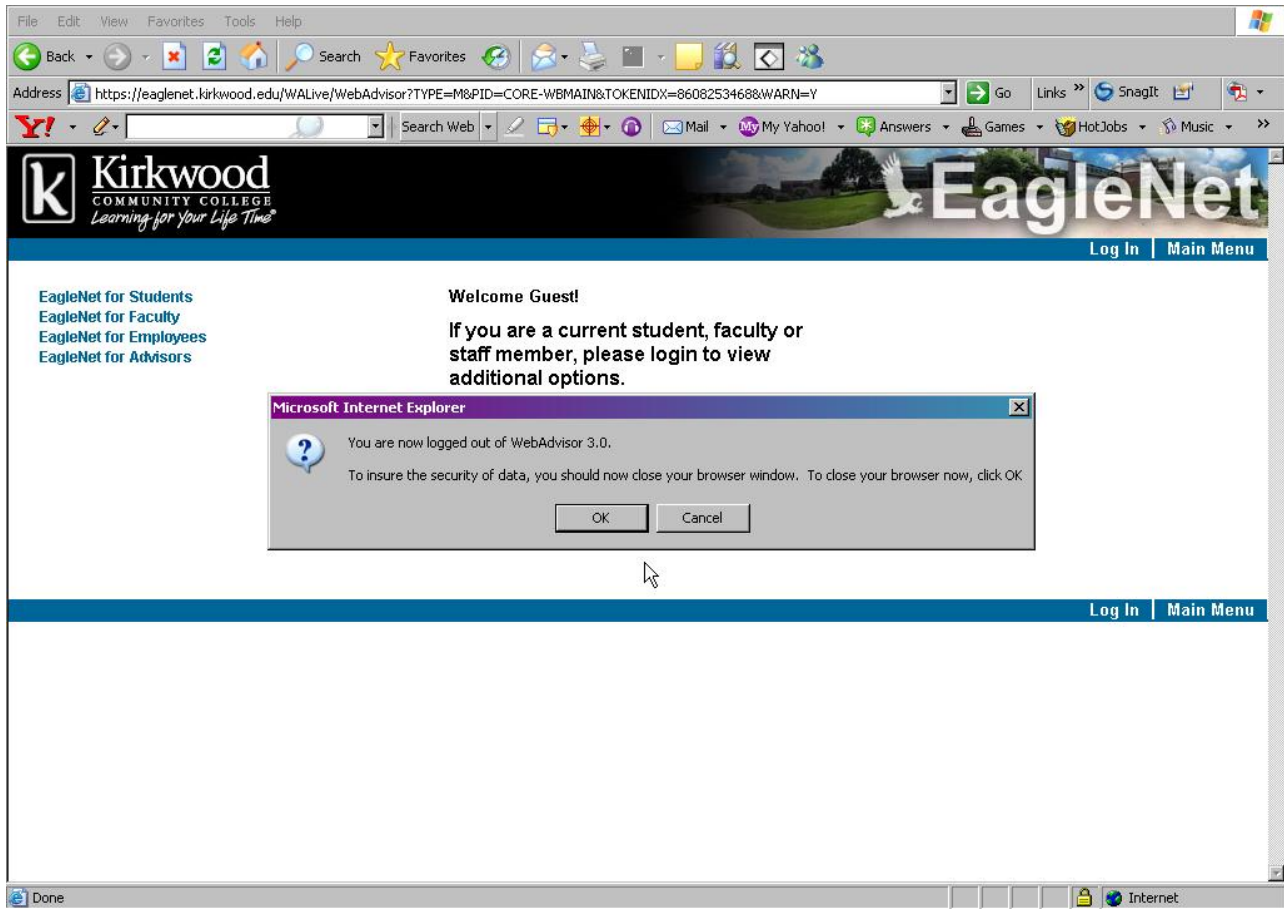 File Edit View Favorites Tools Help
Back Search Favorites
Address https://eaglenet.kirkwood.edu/WALive/WebAdvisor?TYPE=M&PID=CORE-WBMAIN&TOKENIDX=8608253468&WARN=Y Go Links » SnagIt
Y! Search Web Mail My My Yahoo! Answers Games HotJobs Music »
k Kirkwood
COMMUNITY COLLEGE
Learning for Your Life Time®
EagleNet
Log In | Main Menu
EagleNet for Students
EagleNet for Faculty
EagleNet for Employees
EagleNet for Advisors
Welcome Guest!
If you are a current student, faculty or
staff member, please login to view
additional options.
Microsoft Internet Explorer
You are now logged out of WebAdvisor 3.0.
To insure the security of data, you should now close your browser window. To close your browser now, click OK
OK Cancel
Log In | Main Menu
Done Internet